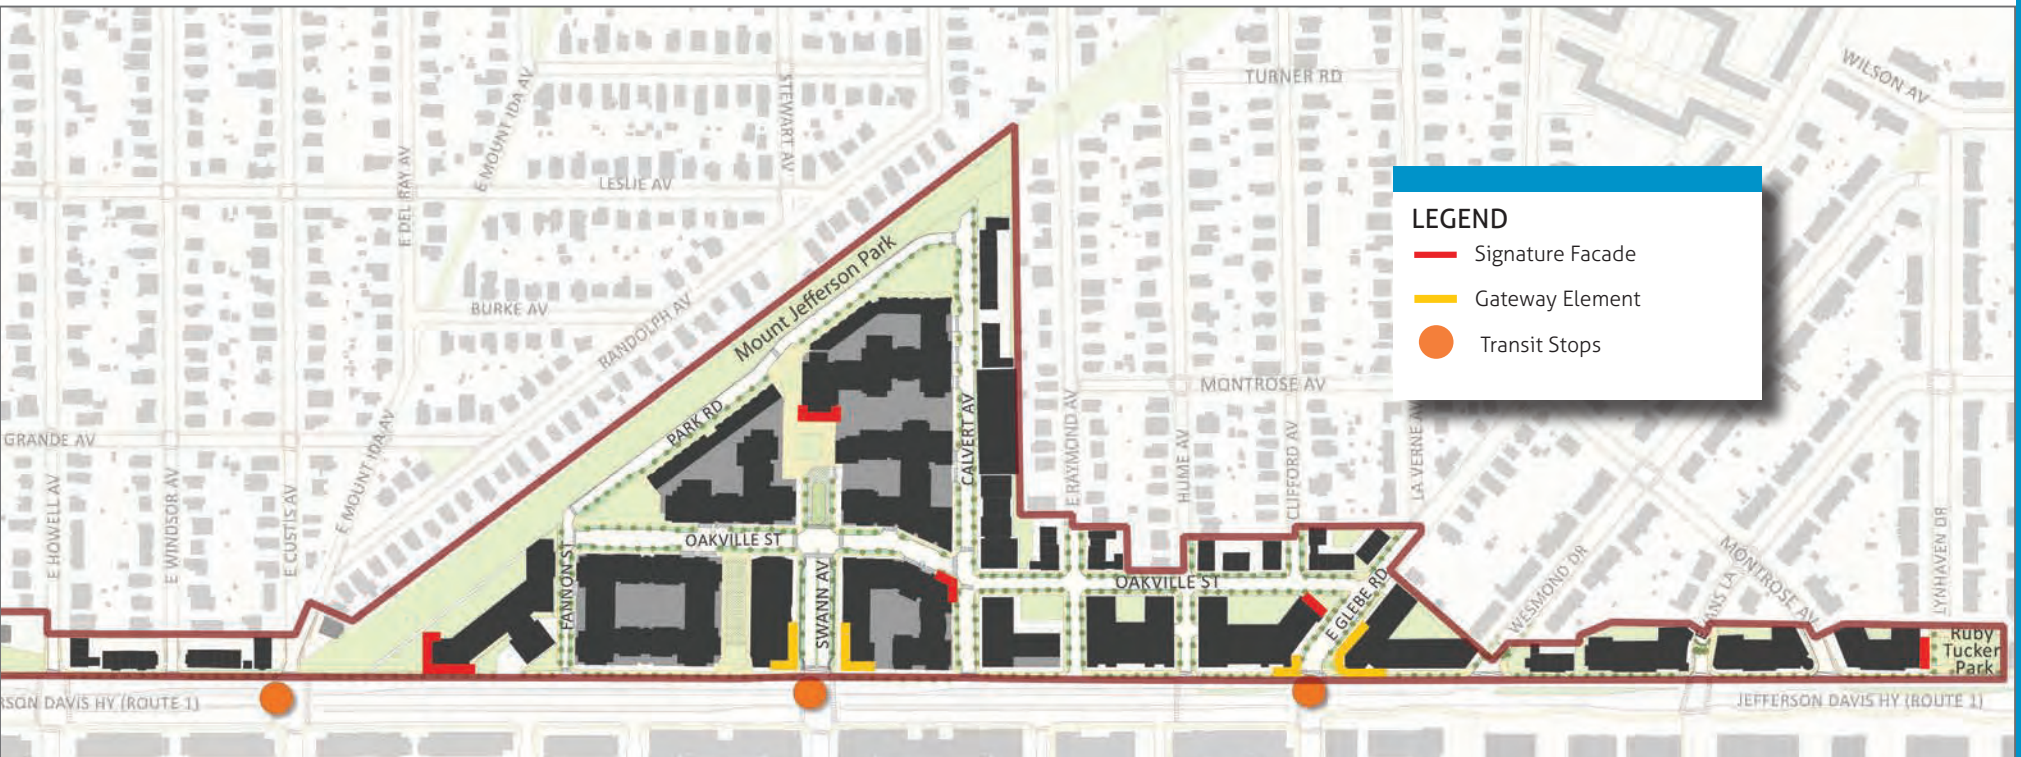 TURNER RD
WILSON AV
STEWART AV
E MOUNT IDA AV
E DEL RAY AV
LESLIE AV
LEGEND
Signature Facade
Gateway Element
Transit Stops
Mount Jefferson Park
BURKE AV
RANDOLPH AV
MONTROSE AV
PARK RD
CALVERT AV
E RAYMOND AV
HUME AV
CLIFFORD AV
LA VERNE AV
GRANDE AV
E HOWELL AV
E WINDSOR AV
E CUSTIS AV
E MOUNT IDA AV
OAKVILLE ST
FANNON ST
SWANN AV
OAKVILLE ST
E GLEBE RD
WESMOND DR
EVANS LA
MONTROSE AV
LYNHAVEN DR
Ruby
Tucker
Park
RSON DAVIS HY (ROUTE 1)
JEFFERSON DAVIS HY (ROUTE 1)